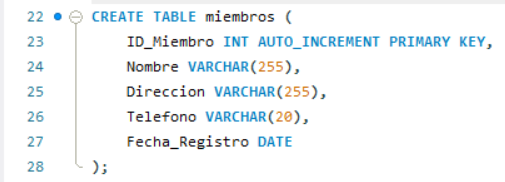 22 CREATE TABLE miembros (
23 ID_Miembro INT AUTO_INCREMENT PRIMARY KEY,
24 Nombre VARCHAR(255),
25 Direccion VARCHAR(255),
26 Telefono VARCHAR(20),
27 Fecha_Registro DATE
28 );